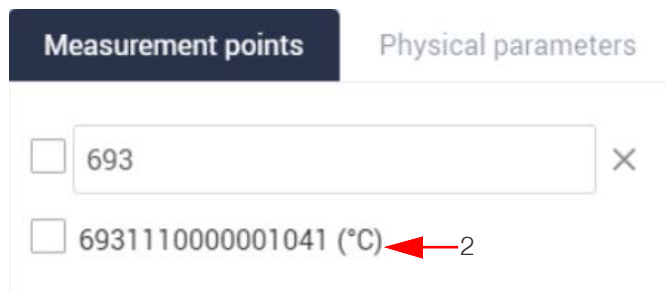 Measurement points Physical parameters
693
6931110000001041 (°C) 2